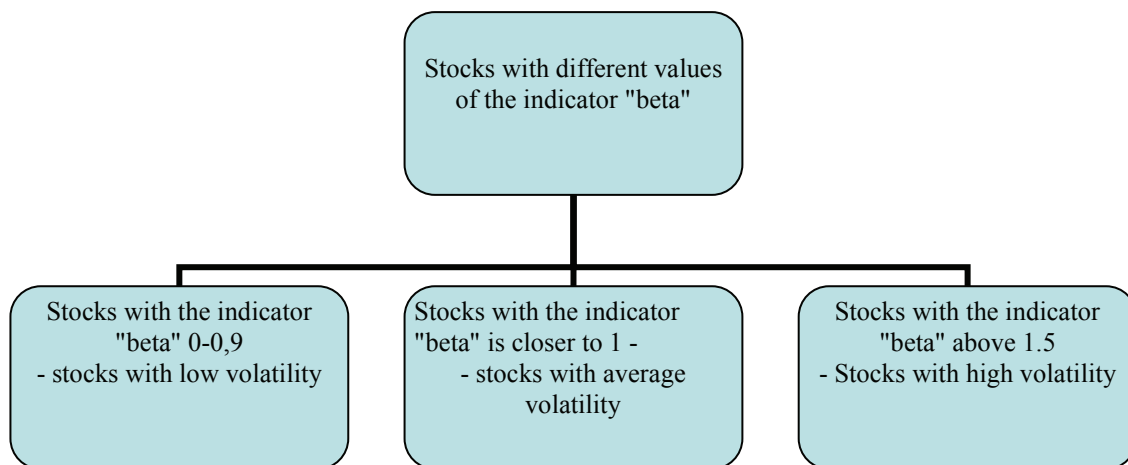 Stocks with different values
of the indicator "beta"
Stocks with the indicator
"beta" 0-0,9
- stocks with low volatility
Stocks with the indicator
"beta" is closer to 1 -
- stocks with average
volatility
Stocks with the indicator
"beta" above 1.5
- Stocks with high volatility